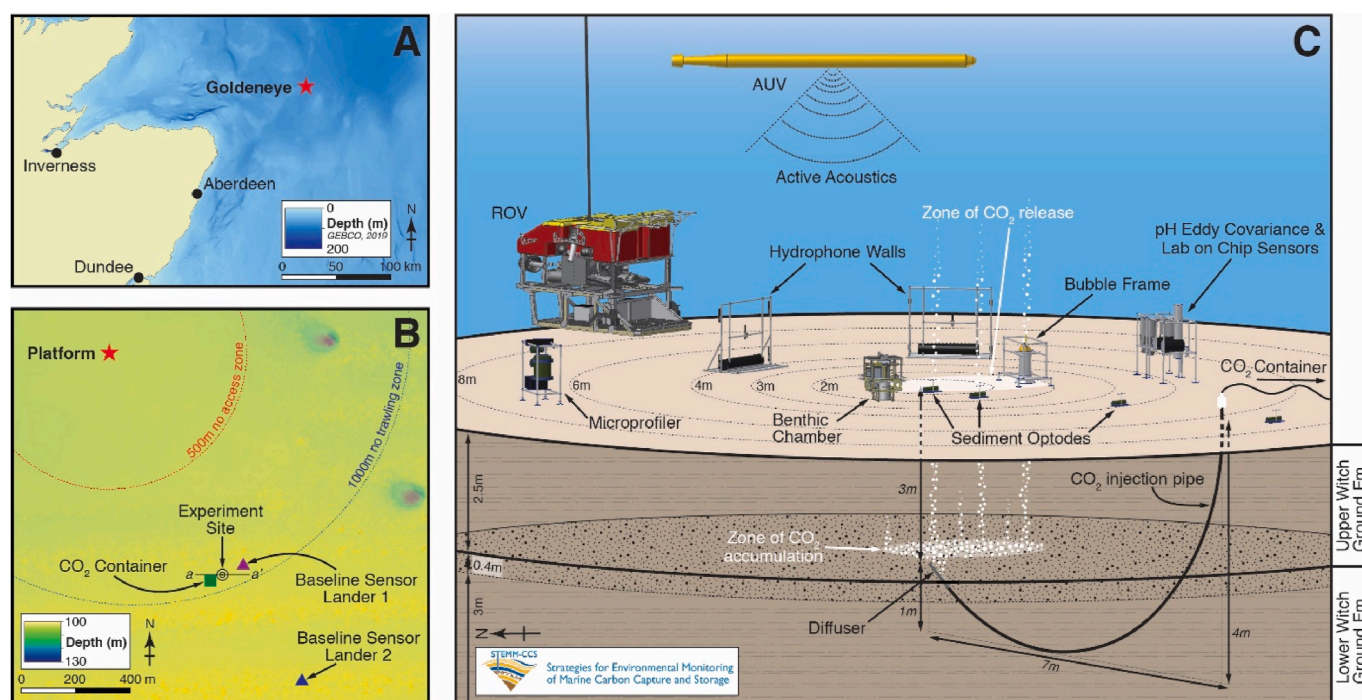 A
Goldeneye
Inverness
Aberdeen
Dundee
0
Depth (m)
GEBCO, 2019
200
N
0 50 100 km
B
Platform
500m no access zone
1000m no trawling zone
Experiment
Site
CO₂ Container
a a'
Baseline Sensor
Lander 1
Baseline Sensor
Lander 2
100
Depth (m)
130
N
0 200 400 m
C
AUV
Active Acoustics
ROV
Zone of CO₂ release
Hydrophone Walls
pH Eddy Covariance &
Lab on Chip Sensors
Bubble Frame
CO₂ Container
8m
6m
4m
3m
2m
Microprofiler
Benthic
Chamber
Sediment Optodes
2.5m
3m
CO₂ injection pipe
Zone of CO₂
accumulation
0.4m
3m
1m
Diffuser
4m
7m
N
Upper Witch
Ground Fm
Lower Witch
Ground Fm
STEMM-CCS
Strategies for Environmental Monitoring
of Marine Carbon Capture and Storage